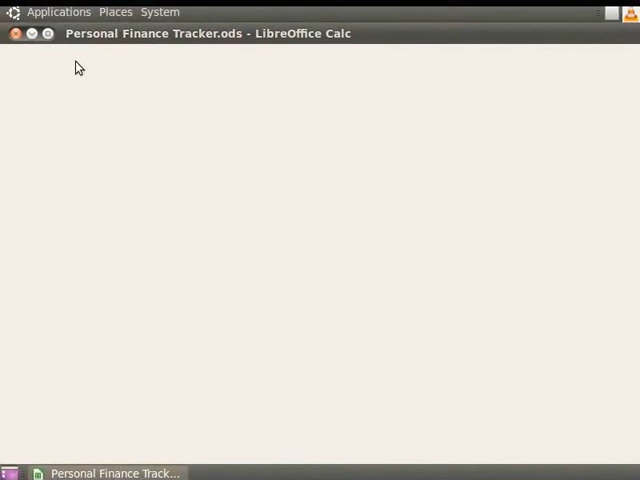 Applications Places System
Personal Finance Tracker.ods - LibreOffice Calc
Personal Finance Track...